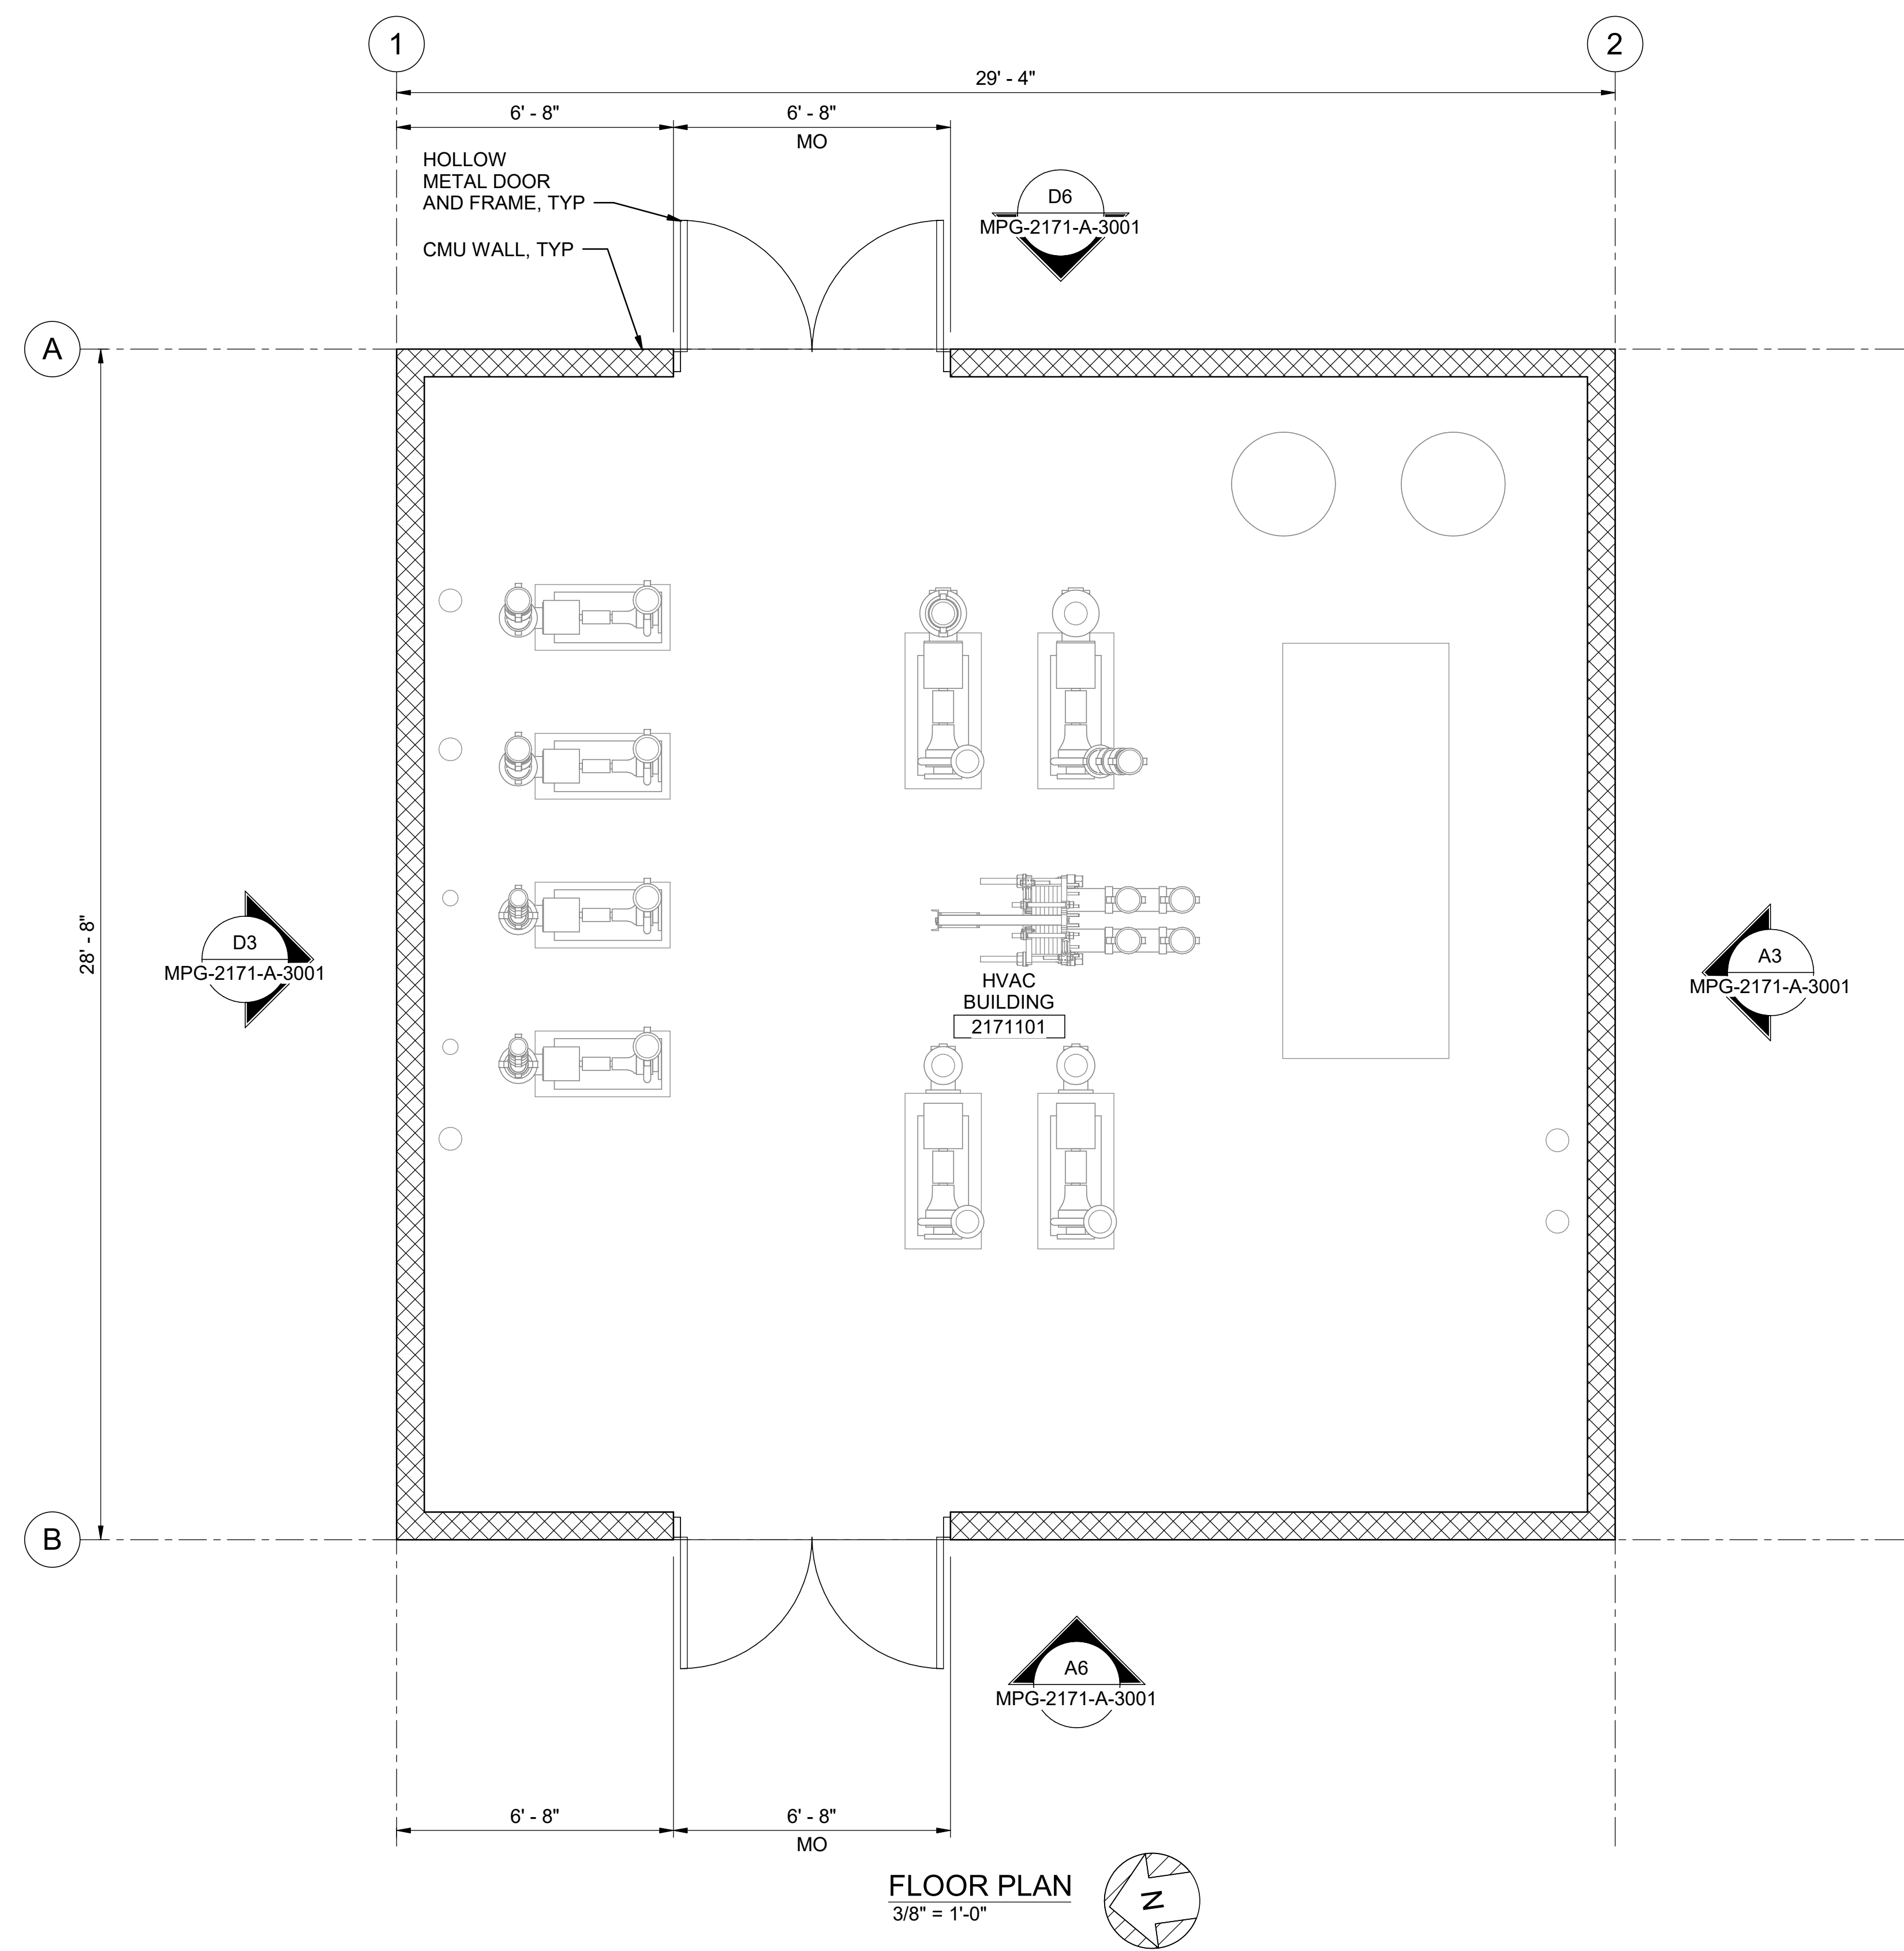 1
2
29' - 4"
6' - 8"
6' - 8"
MO
HOLLOW
METAL DOOR
AND FRAME, TYP
CMU WALL, TYP
D6
MPG-2171-A-3001
A
28' - 8"
D3
MPG-2171-A-3001
A3
MPG-2171-A-3001
HVAC
BUILDING
2171101
B
A6
MPG-2171-A-3001
6' - 8"
6' - 8"
MO
FLOOR PLAN
3/8" = 1'-0"
N